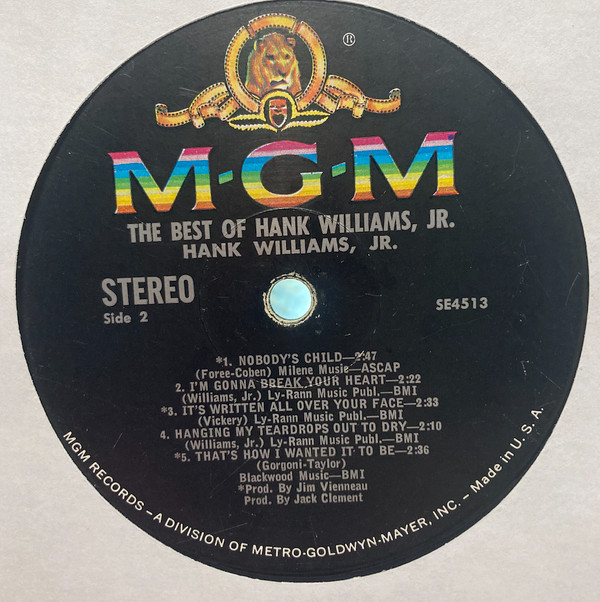 ®
M·G·M
THE BEST OF HANK WILLIAMS, JR.
HANK WILLIAMS, JR.
STEREO
Side 2
SE4513
*1. NOBODY'S CHILD—2:47
(Foree-Coben) Milene Music—ASCAP
2. I'M GONNA BREAK YOUR HEART—2:22
(Williams, Jr.) Ly-Rann Music Publ.—BMI
*3. IT'S WRITTEN ALL OVER YOUR FACE—2:33
(Vickery) Ly-Rann Music Publ.—BMI
4. HANGING MY TEARDROPS OUT TO DRY—2:10
(Williams, Jr.) Ly-Rann Music Publ.—BMI
*5. THAT'S HOW I WANTED IT TO BE—2:36
(Gorgoni-Taylor)
Blackwood Music—BMI
*Prod. By Jim Vienneau
Prod. By Jack Clement
MGM RECORDS – A DIVISION OF METRO-GOLDWYN-MAYER, INC. – Made in U. S. A.